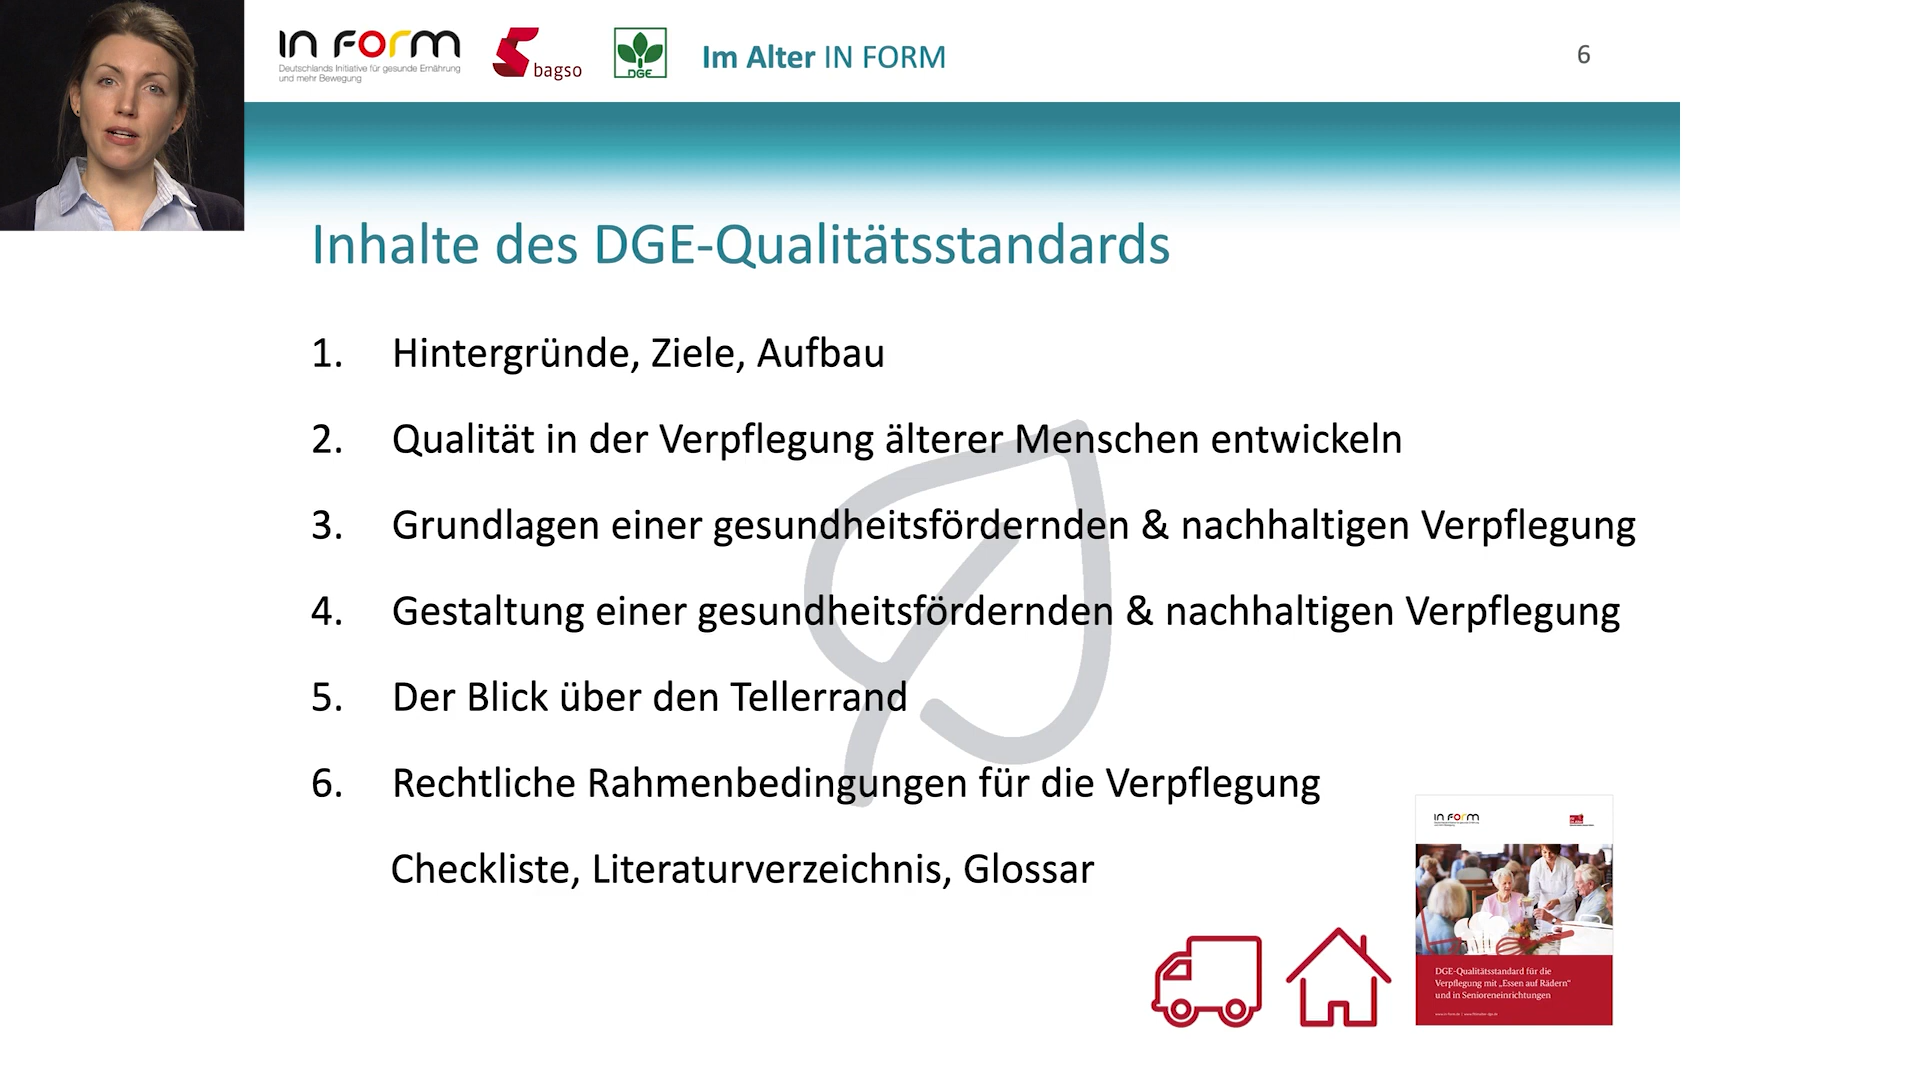 IN FORM
Deutschlands Initiative für gesunde Ernährung
und mehr Bewegung
bagso
DGE
Im Alter IN FORM
6
Inhalte des DGE-Qualitätsstandards
1. Hintergründe, Ziele, Aufbau
2. Qualität in der Verpflegung älterer Menschen entwickeln
3. Grundlagen einer gesundheitsfördernden & nachhaltigen Verpflegung
4. Gestaltung einer gesundheitsfördernden & nachhaltigen Verpflegung
5. Der Blick über den Tellerrand
6. Rechtliche Rahmenbedingungen für die Verpflegung
Checkliste, Literaturverzeichnis, Glossar
IN FORM
DGE-Qualitätsstandard für die
Verpflegung mit „Essen auf Rädern“
und in Senioreneinrichtungen